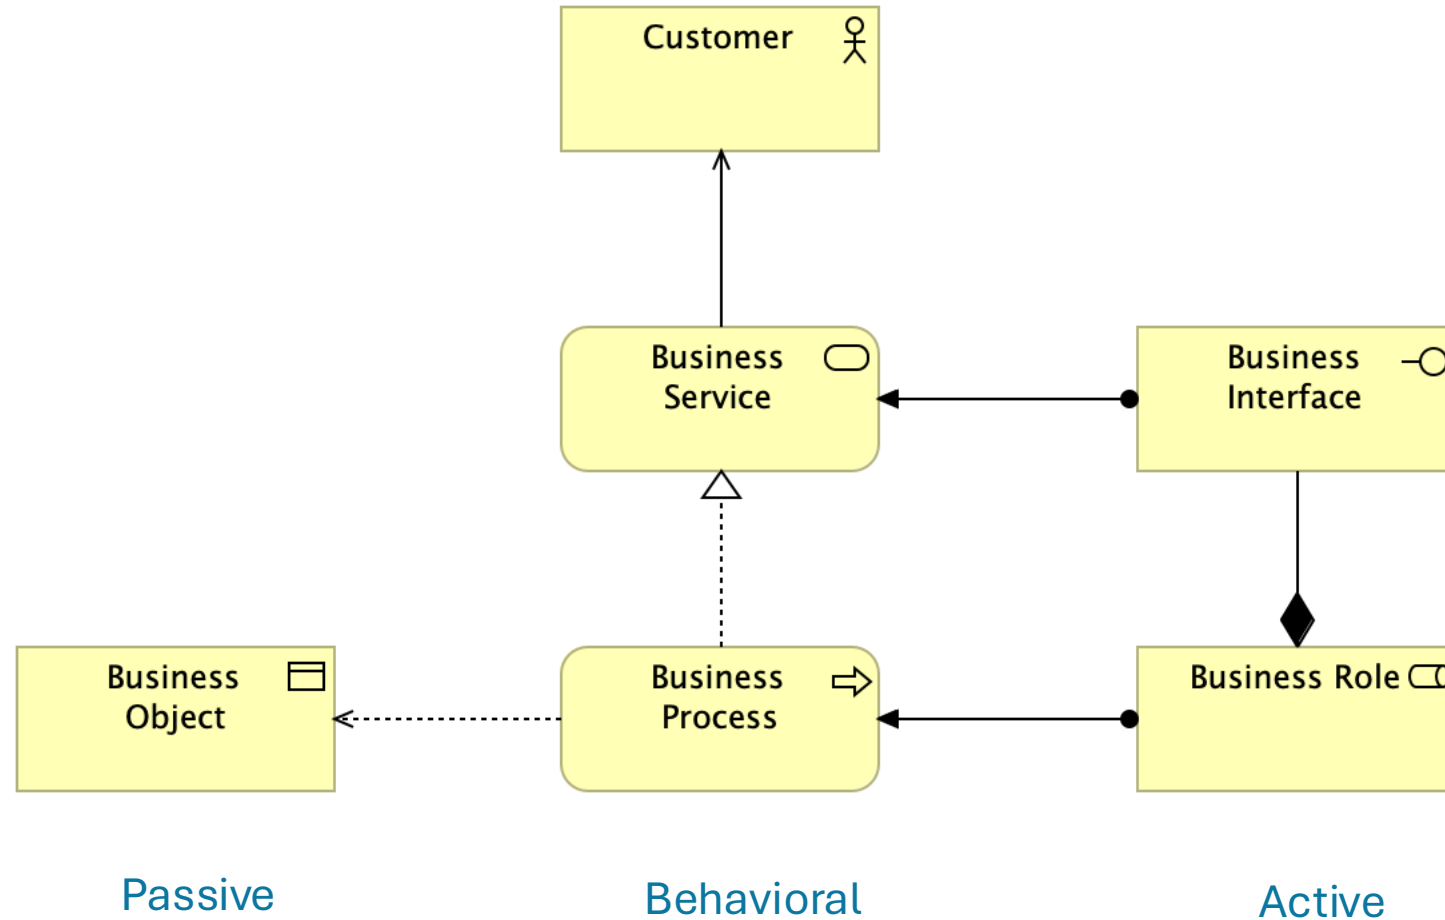 Customer
Business
Service
Business
Interface
Business
Object
Business
Process
Business Role
Passive
Behavioral
Active